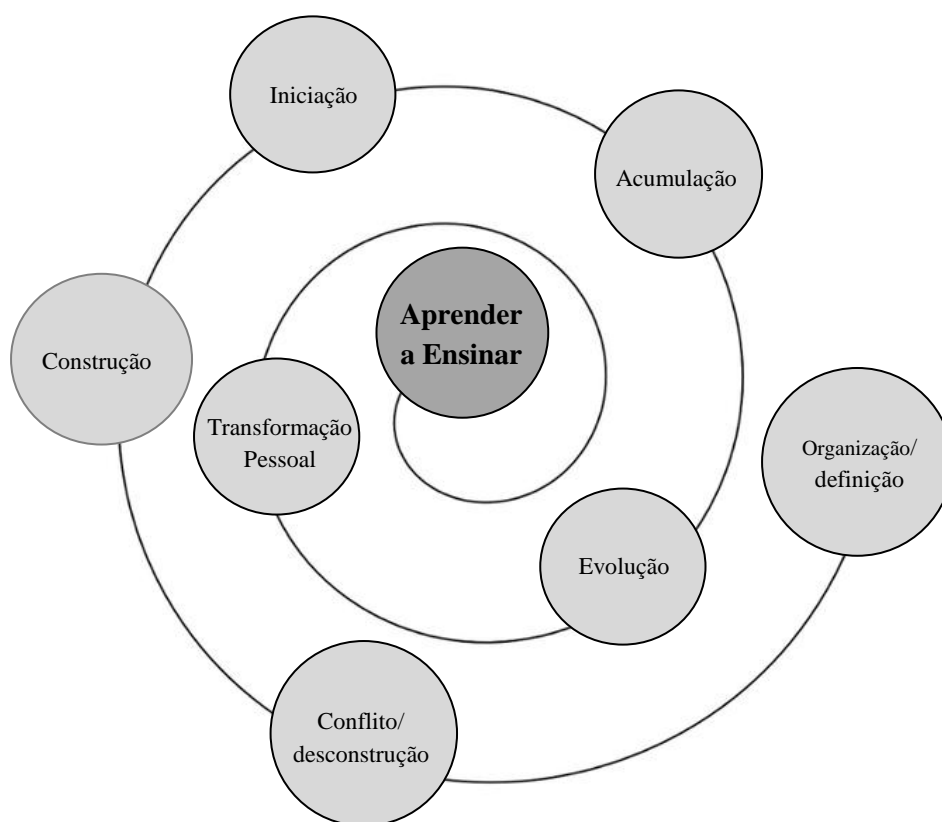 Iniciação
Acumulação
Aprender
a Ensinar
Construção
Transformação
Pessoal
Organização/
definição
Evolução
Conflito/
desconstrução